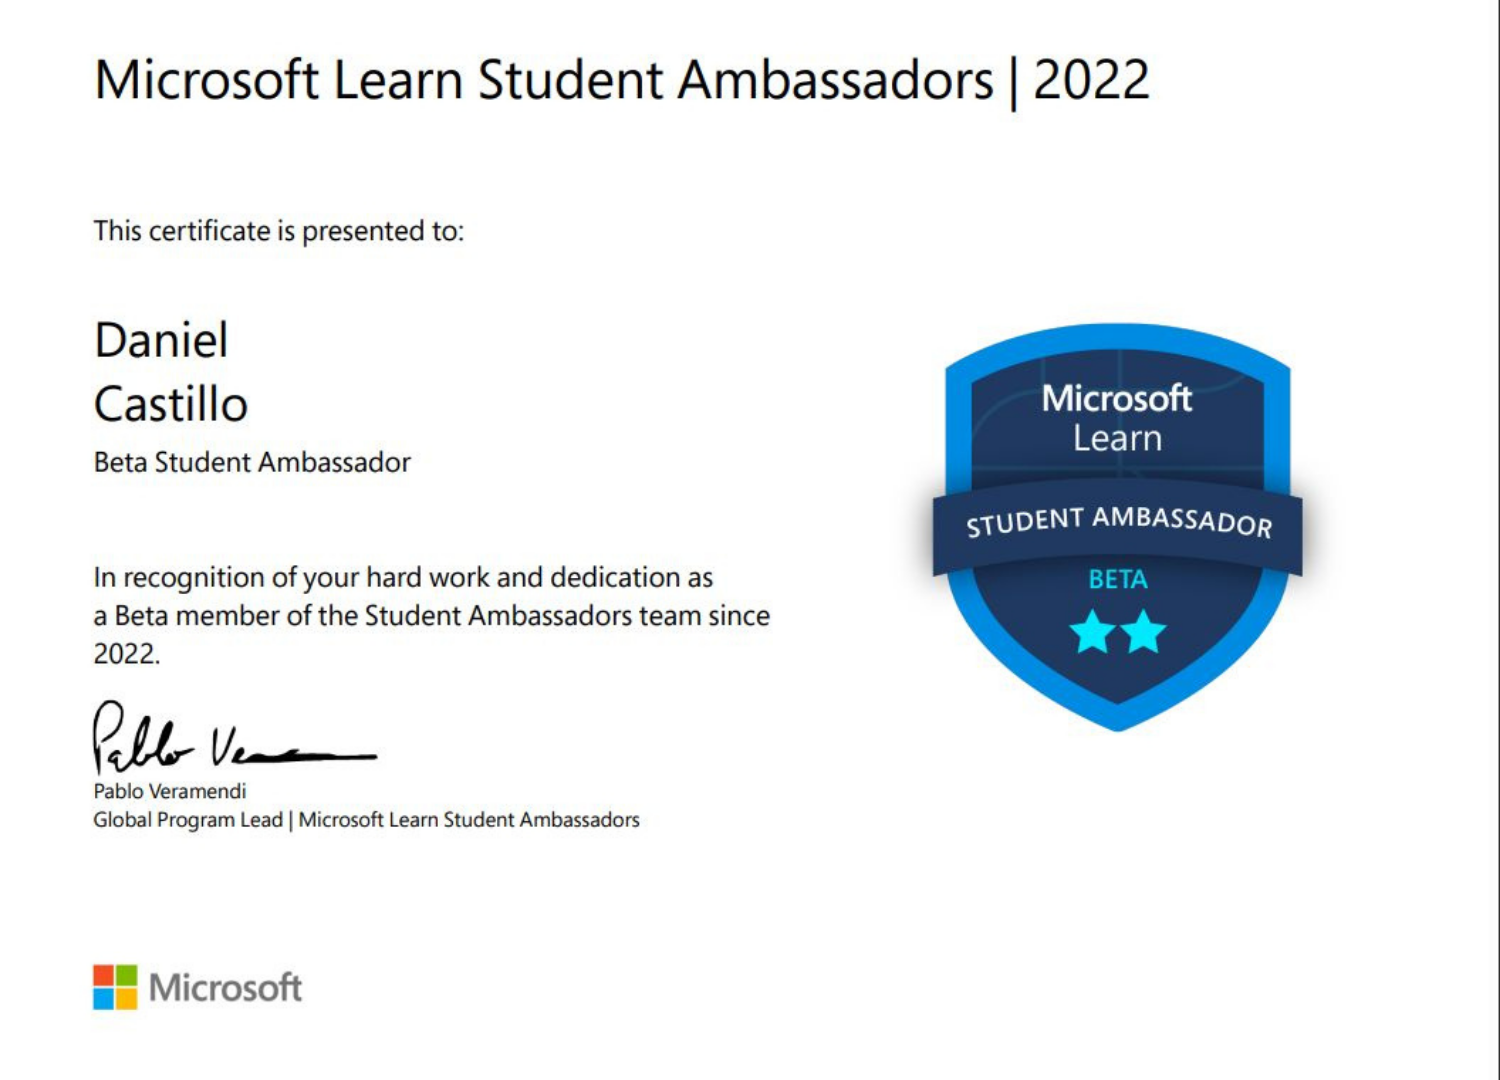 Microsoft Learn Student Ambassadors | 2022
This certificate is presented to:
Daniel
Castillo
Beta Student Ambassador
In recognition of your hard work and dedication as
a Beta member of the Student Ambassadors team since
2022.
Pablo Veramendi
Global Program Lead | Microsoft Learn Student Ambassadors
Microsoft
Learn
STUDENT AMBASSADOR
BETA
Microsoft